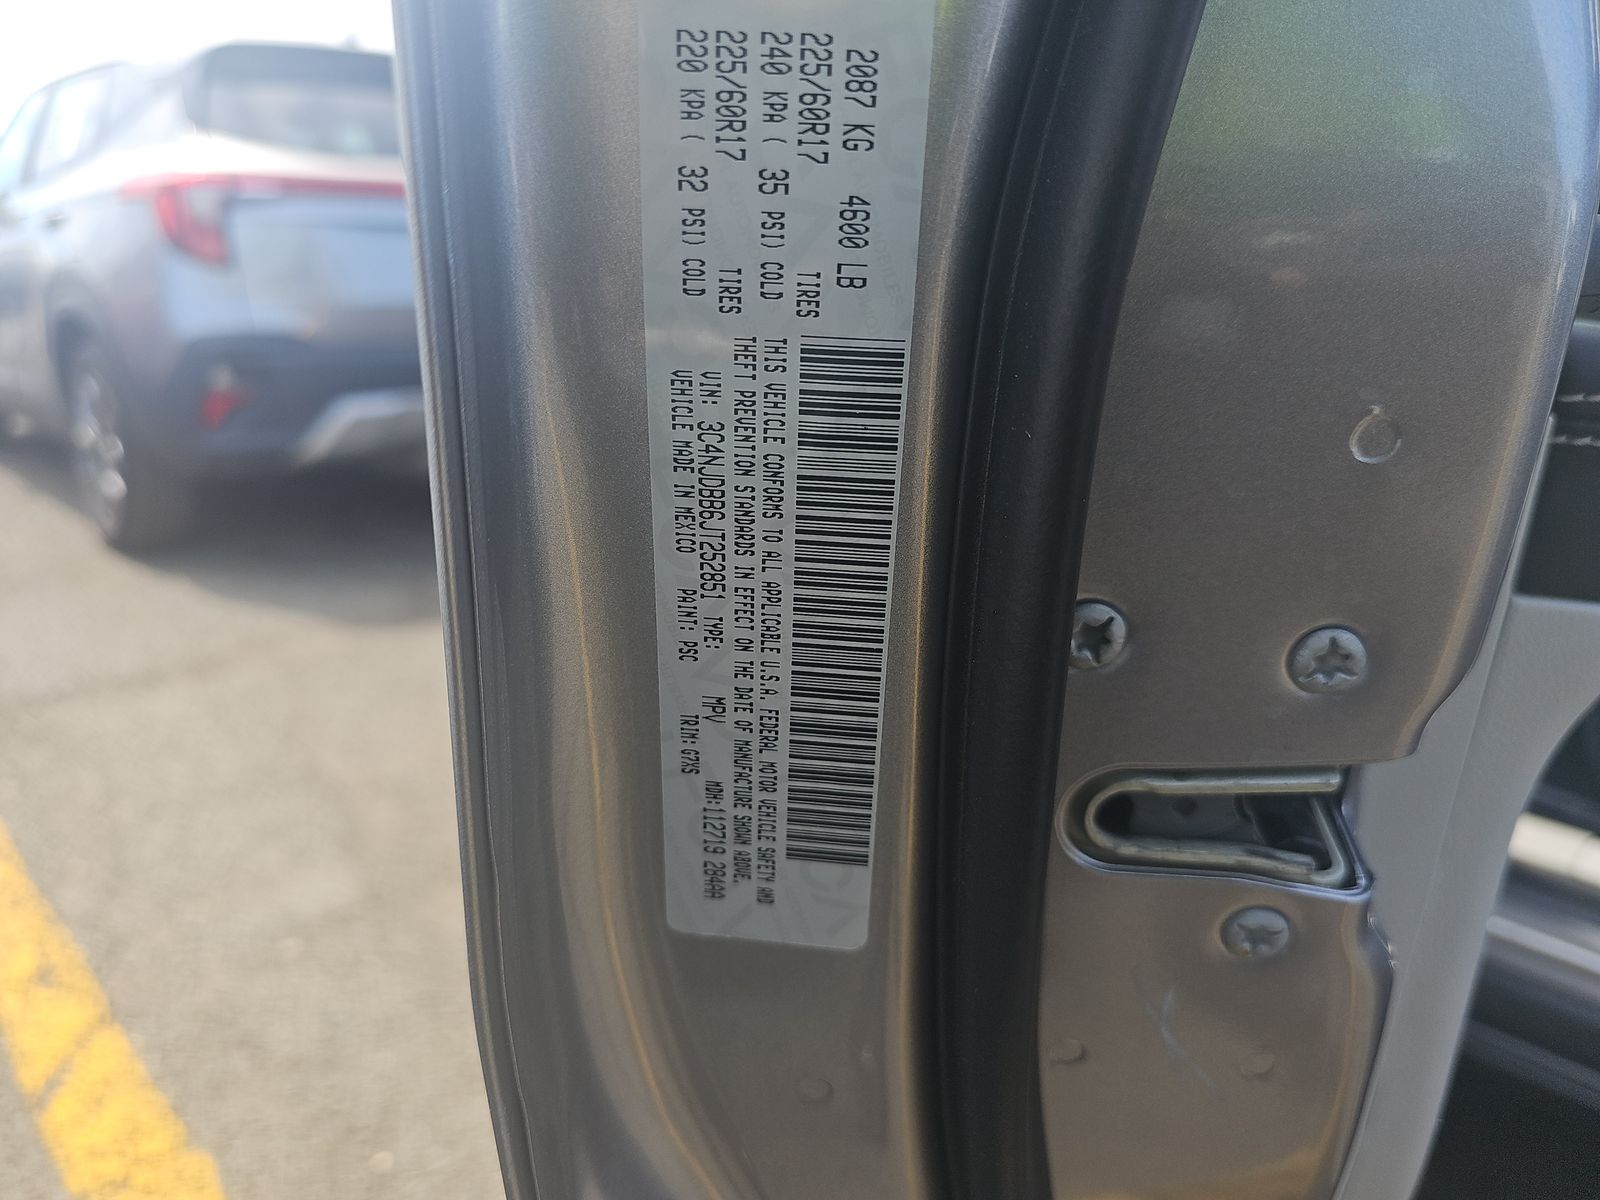 2087 KG 4600 LB
225/60R17 TIRES
240 KPA ( 35 PSI) COLD
225/60R17 TIRES
220 KPA ( 32 PSI) COLD
THIS VEHICLE CONFORMS TO ALL APPLICABLE U.S.A. FEDERAL MOTOR VEHICLE SAFETY AND
THEFT PREVENTION STANDARDS IN EFFECT ON THE DATE OF MANUFACTURE SHOWN ABOVE.
VIN: 3C4NJDBB6JT252851 TYPE: MPV MDH:112719 284AA
VEHICLE MADE IN MEXICO PAINT: PSC TRIM: G7XS